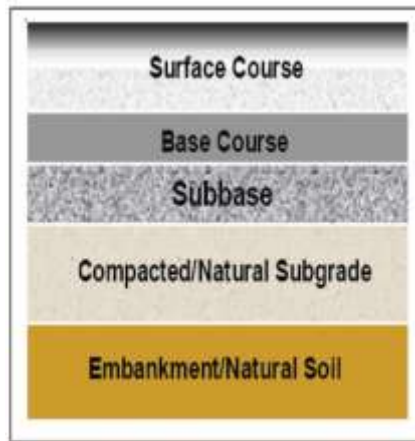 Surface Course
Base Course
Subbase
Compacted/Natural Subgrade
Embankment/Natural Soil